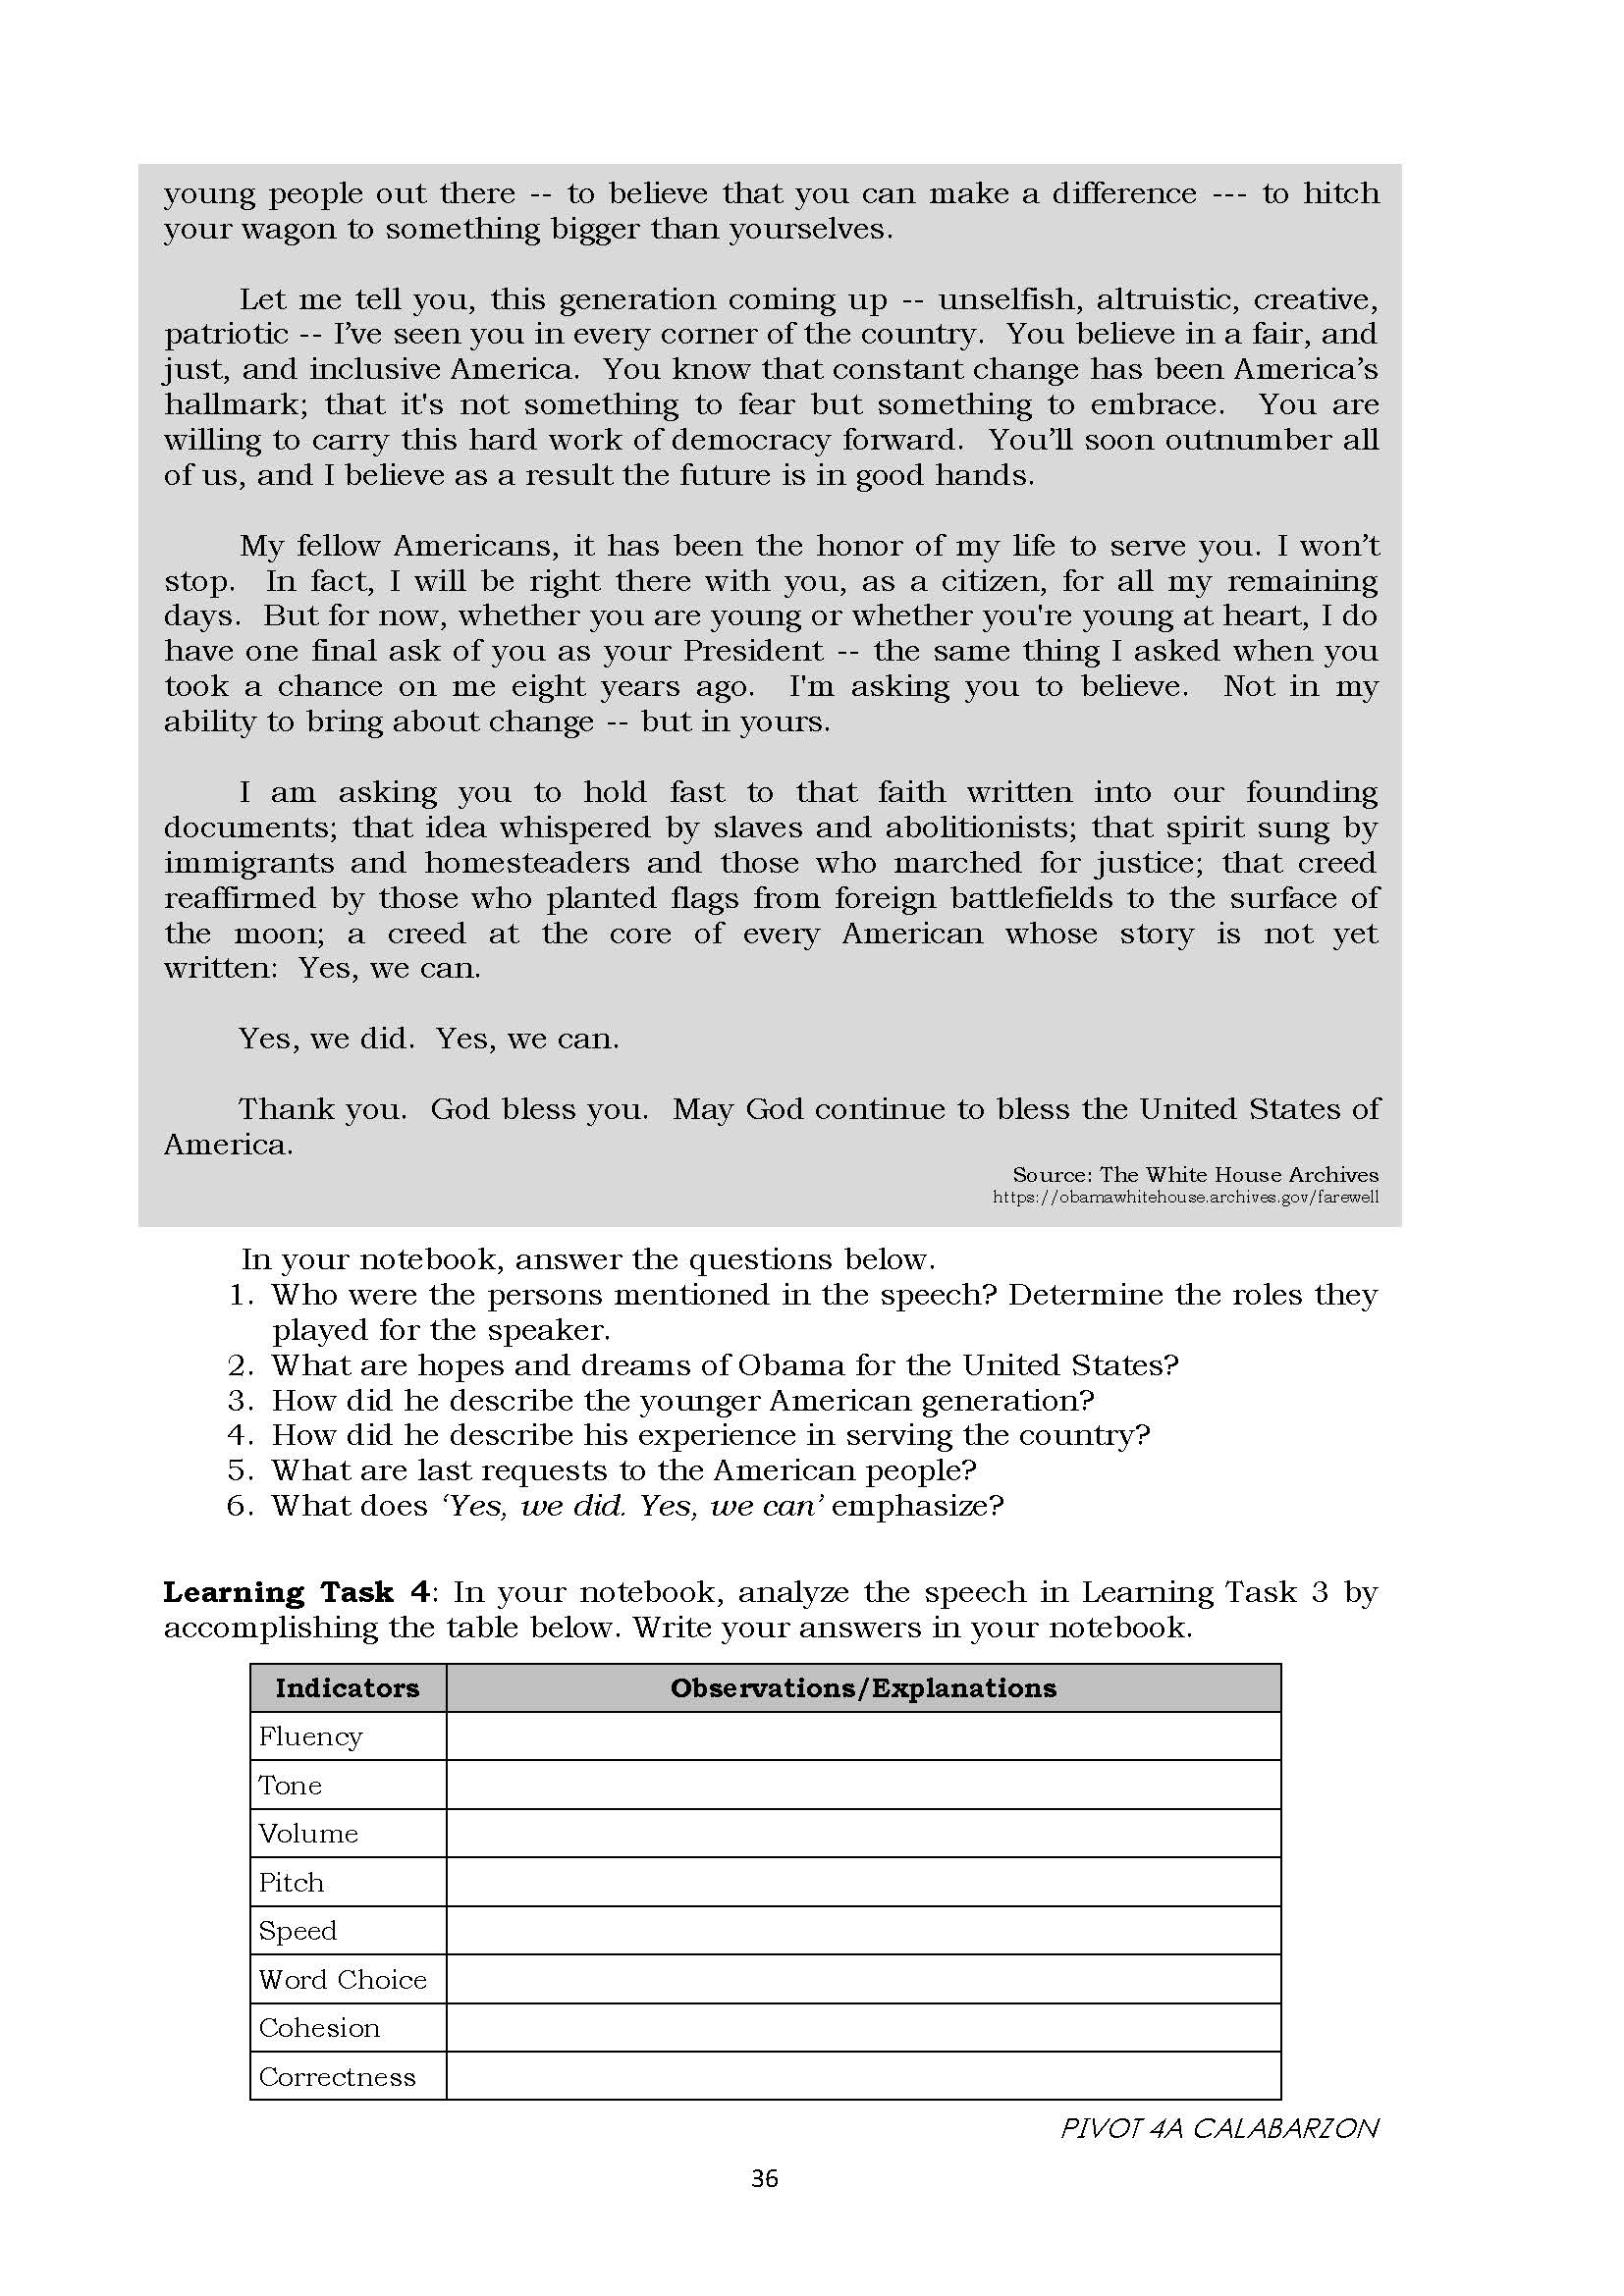 young people out there -- to believe that you can make a difference --- to hitch
your wagon to something bigger than yourselves.
Let me tell you, this generation coming up -- unselfish, altruistic, creative,
patriotic -- I’ve seen you in every corner of the country.  You believe in a fair, and
just, and inclusive America.  You know that constant change has been America’s
hallmark; that it's not something to fear but something to embrace.  You are
willing to carry this hard work of democracy forward.  You’ll soon outnumber all
of us, and I believe as a result the future is in good hands.
My fellow Americans, it has been the honor of my life to serve you. I won’t
stop.  In fact, I will be right there with you, as a citizen, for all my remaining
days.  But for now, whether you are young or whether you're young at heart, I do
have one final ask of you as your President -- the same thing I asked when you
took a chance on me eight years ago.  I'm asking you to believe.  Not in my
ability to bring about change -- but in yours.
I am asking you to hold fast to that faith written into our founding
documents; that idea whispered by slaves and abolitionists; that spirit sung by
immigrants and homesteaders and those who marched for justice; that creed
reaffirmed by those who planted flags from foreign battlefields to the surface of
the moon; a creed at the core of every American whose story is not yet
written:  Yes, we can.
Yes, we did.  Yes, we can.
Thank you.  God bless you.  May God continue to bless the United States of
America.
Source: The White House Archives
https://obamawhitehouse.archives.gov/farewell
In your notebook, answer the questions below.
1. Who were the persons mentioned in the speech? Determine the roles they
played for the speaker.
2. What are hopes and dreams of Obama for the United States?
3. How did he describe the younger American generation?
4. How did he describe his experience in serving the country?
5. What are last requests to the American people?
6. What does ‘Yes, we did. Yes, we can’ emphasize?
Learning Task 4: In your notebook, analyze the speech in Learning Task 3 by
accomplishing the table below. Write your answers in your notebook.
Indicators Observations/Explanations
Fluency
Tone
Volume
Pitch
Speed
Word Choice
Cohesion
Correctness
PIVOT 4A CALABARZON
36